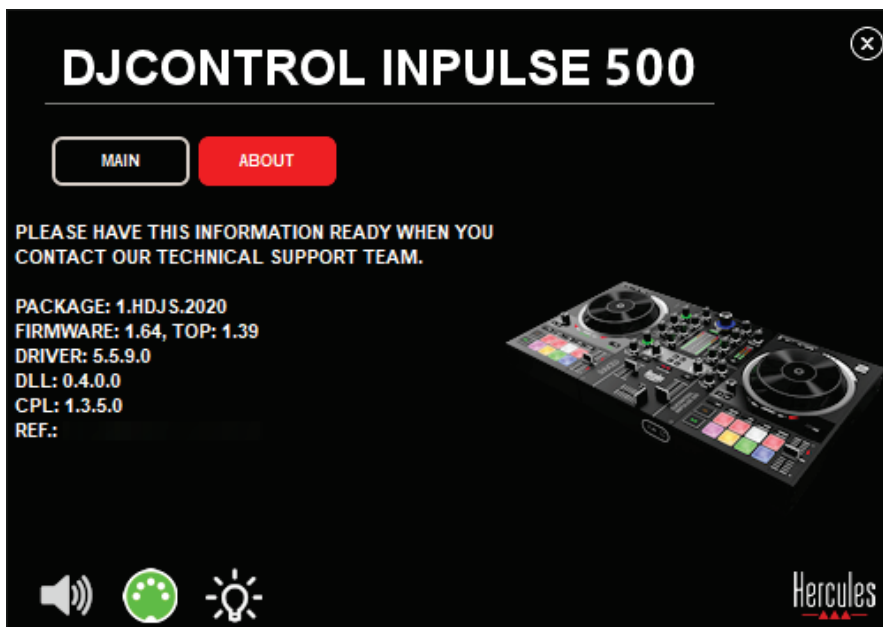 DJCONTROL INPULSE 500
MAIN
ABOUT
PLEASE HAVE THIS INFORMATION READY WHEN YOU
CONTACT OUR TECHNICAL SUPPORT TEAM.
PACKAGE: 1.HDJS.2020
FIRMWARE: 1.64, TOP: 1.39
DRIVER: 5.5.9.0
DLL: 0.4.0.0
CPL: 1.3.5.0
REF.:
Hercules